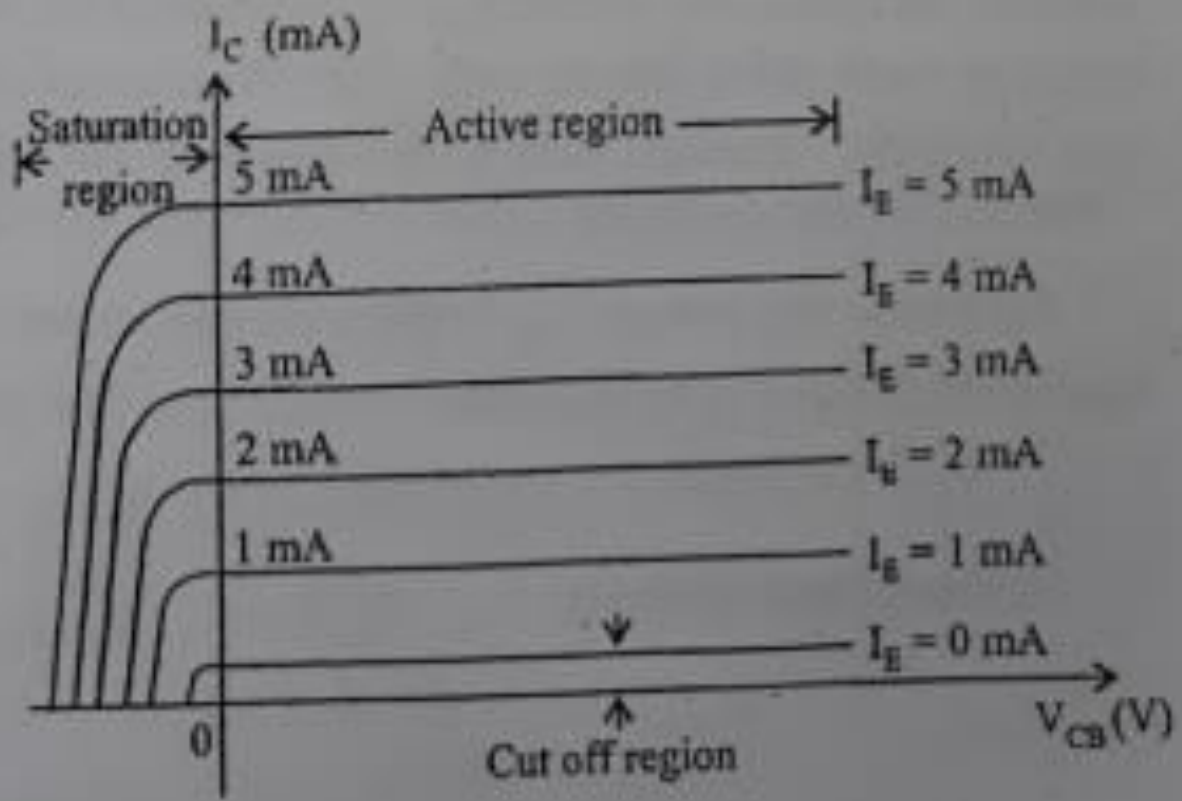 I_C (mA)
Saturation
region
Active region
5 mA
I_E = 5 mA
4 mA
I_E = 4 mA
3 mA
I_E = 3 mA
2 mA
I_E = 2 mA
1 mA
I_E = 1 mA
I_E = 0 mA
0
V_CB (V)
Cut off region